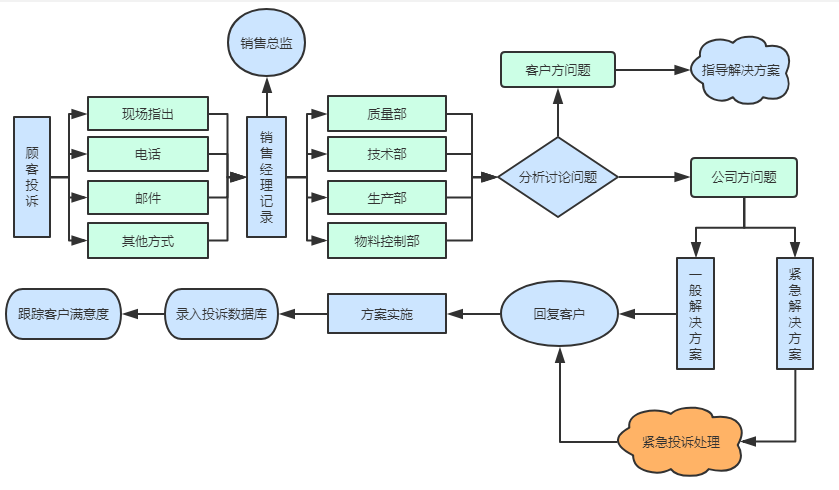 销售总监
客户方问题
指导解决方案
顾客投诉
现场指出
电话
邮件
其他方式
销售经理记录
质量部
技术部
生产部
物料控制部
分析讨论问题
公司方问题
一般解决方案
紧急解决方案
跟踪客户满意度
录入投诉数据库
方案实施
回复客户
紧急投诉处理